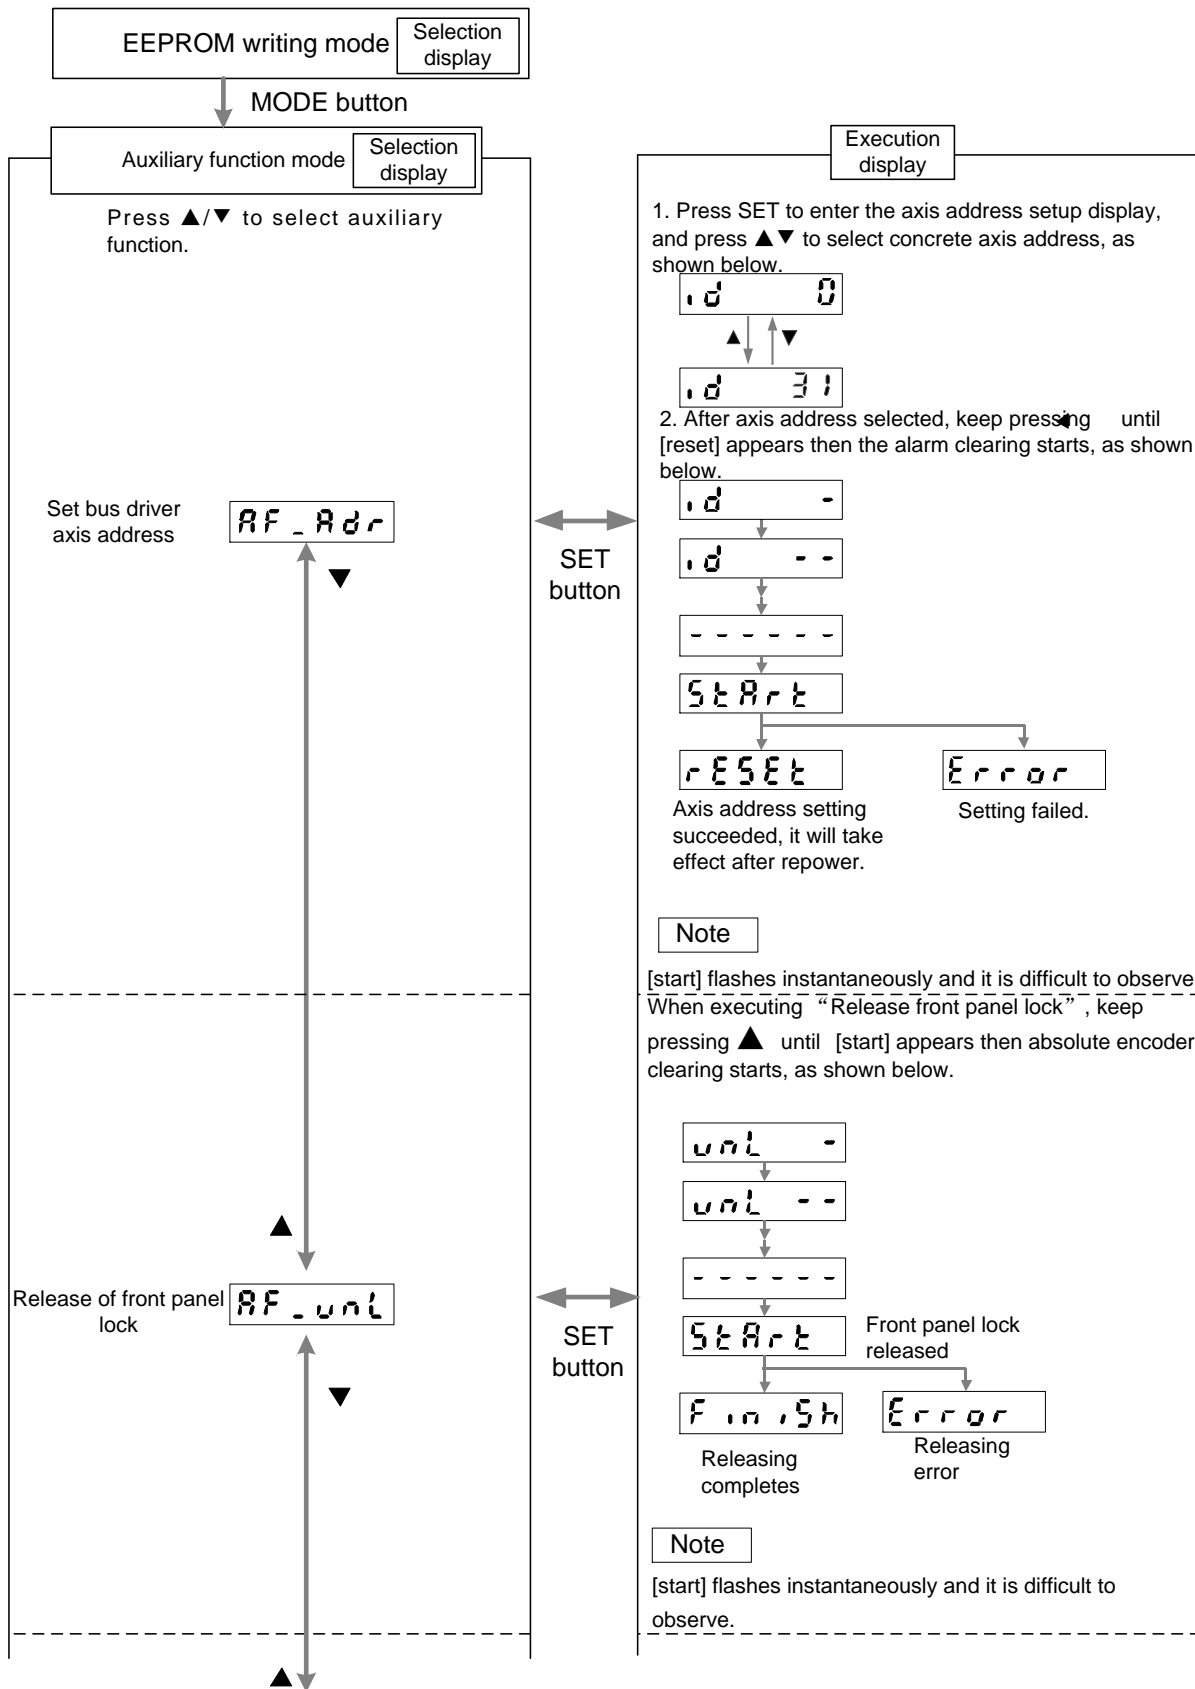 EEPROM writing mode
Selection
display
MODE button
Auxiliary function mode
Selection
display
Press ▲/▼ to select auxiliary
function.
Set bus driver
axis address
AF_Adr
▼
▲
Release of front panel
lock
AF_unL
▼
▲
SET
button
SET
button
Execution
display
1. Press SET to enter the axis address setup display,
and press ▲▼ to select concrete axis address, as
shown below.
id 0
▲ ▼
id 31
2. After axis address selected, keep pressing ◀ until
[reset] appears then the alarm clearing starts, as shown
below.
id -
id --
------
StArt
rESEt
Error
Axis address setting
succeeded, it will take
effect after repower.
Setting failed.
Note
[start] flashes instantaneously and it is difficult to observe
When executing “Release front panel lock”, keep
pressing ▲ until [start] appears then absolute encoder
clearing starts, as shown below.
unL -
unL --
------
StArt
Front panel lock
released
FiniSh
Error
Releasing
completes
Releasing
error
Note
[start] flashes instantaneously and it is difficult to
observe.